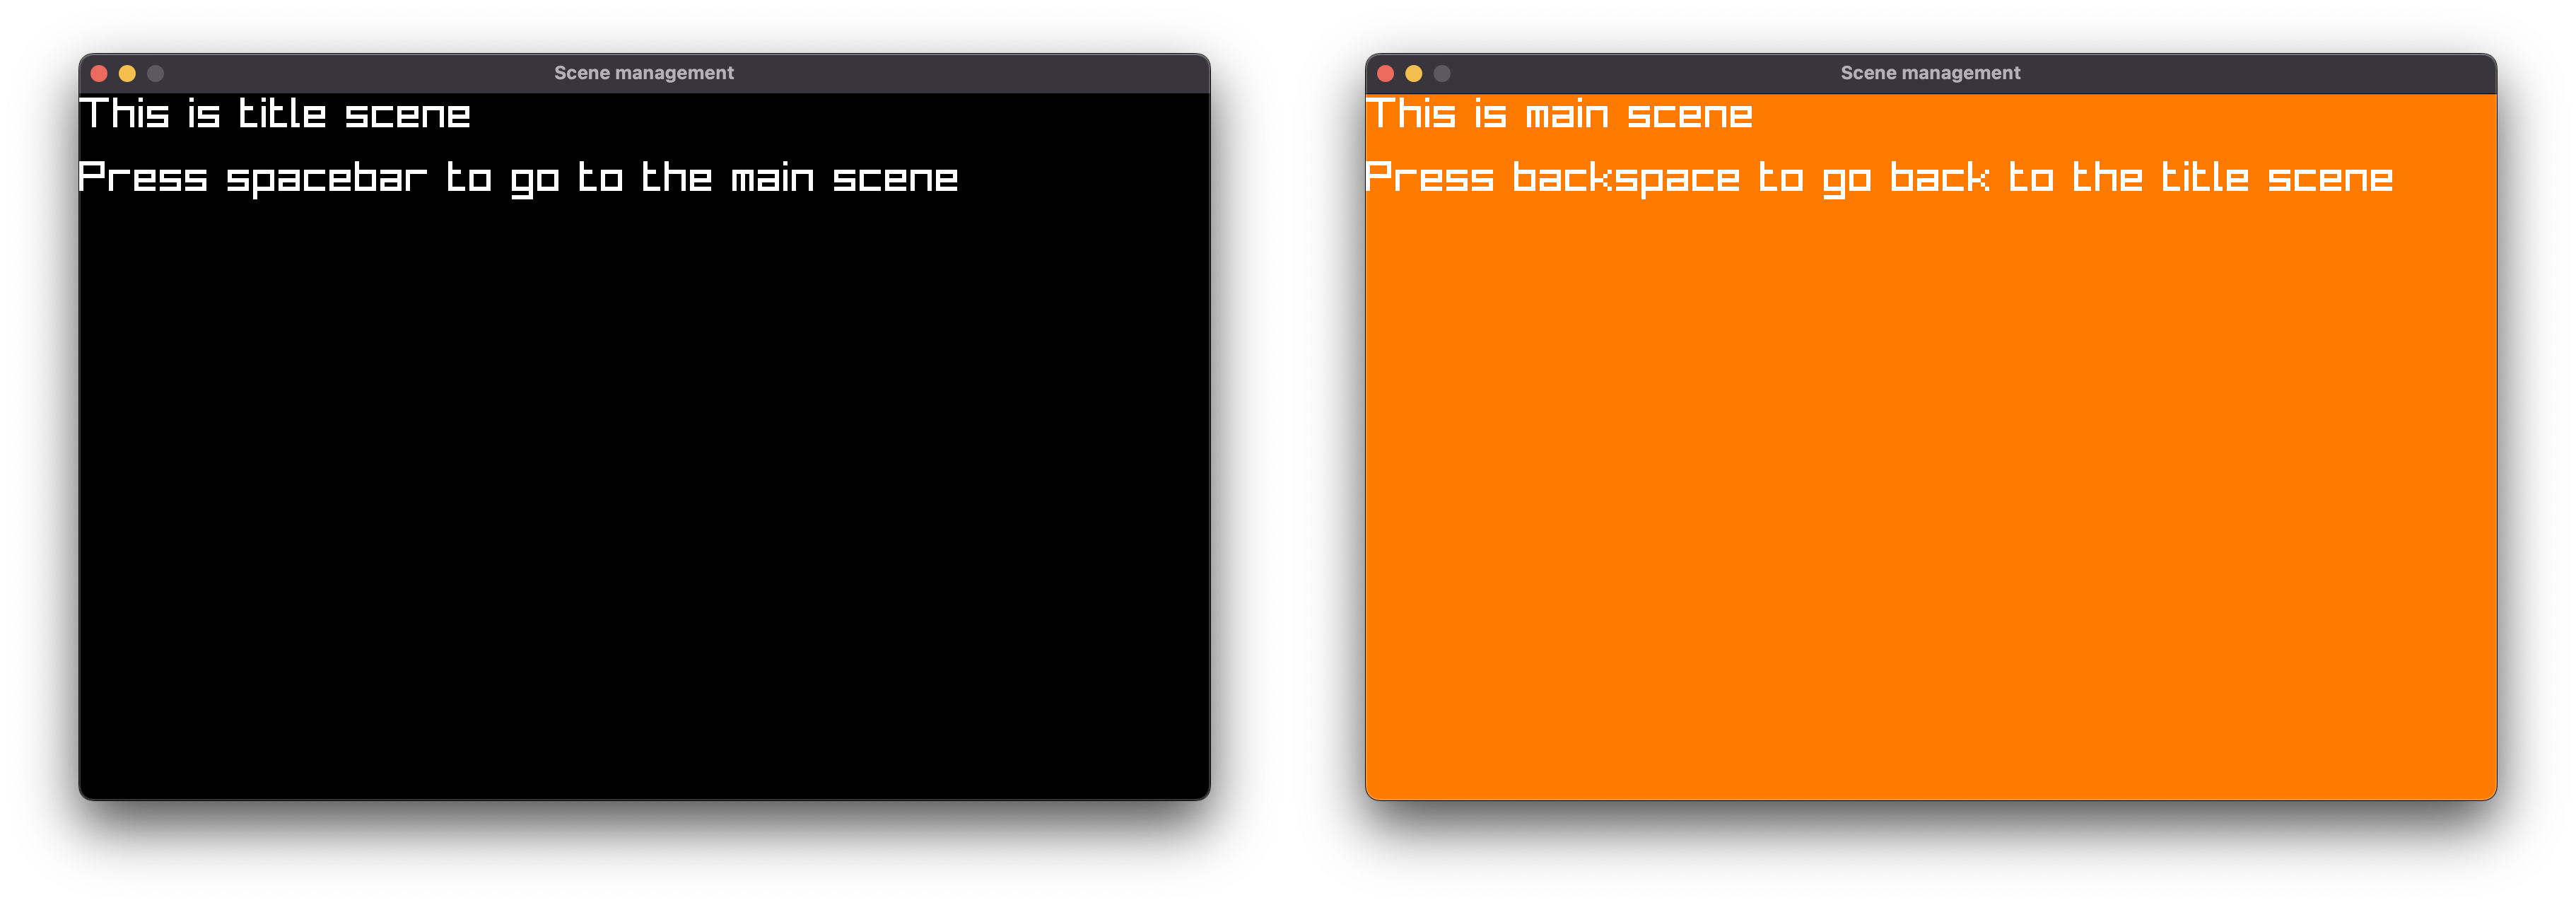 Scene management
This is title scene
Press spacebar to go to the main scene
Scene management
This is main scene
Press backspace to go back to the title scene